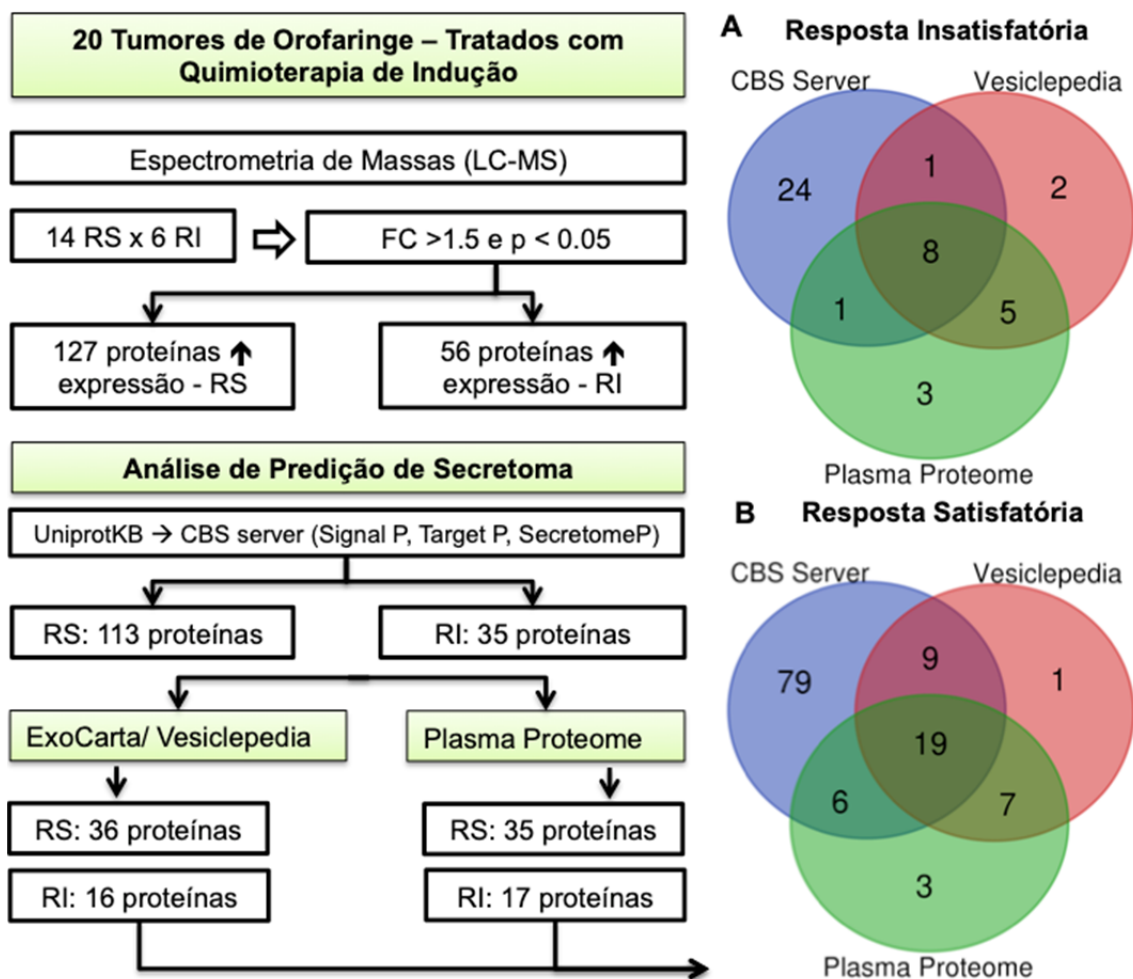 20 Tumores de Orofaringe – Tratados com
Quimioterapia de Indução
Espectrometria de Massas (LC-MS)
14 RS x 6 RI
FC >1.5 e p < 0.05
127 proteínas
expressão - RS
56 proteínas
expressão - RI
Análise de Predição de Secretoma
UniprotKB → CBS server (Signal P, Target P, SecretomeP)
RS: 113 proteínas
RI: 35 proteínas
ExoCarta/ Vesiclepedia
Plasma Proteome
RS: 36 proteínas
RS: 35 proteínas
RI: 16 proteínas
RI: 17 proteínas
A Resposta Insatisfatória
CBS Server
Vesiclepedia
24
1
2
8
1
5
3
Plasma Proteome
B Resposta Satisfatória
CBS Server
Vesiclepedia
79
9
1
19
6
7
3
Plasma Proteome